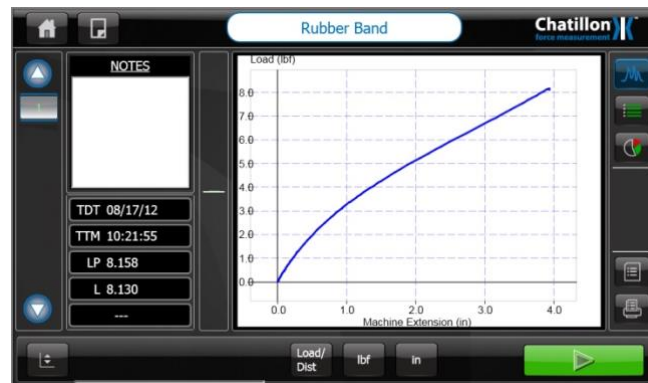 Rubber Band
Chatillon
force measurement
NOTES
TDT 08/17/12
TTM 10:21:55
LP 8.158
L 8.130
---
1
Load (lbf)
8.0
7.0
6.0
5.0
4.0
3.0
2.0
1.0
0.0
0.0 1.0 2.0 3.0 4.0
Machine Extension (in)
Load/
Dist
lbf
in